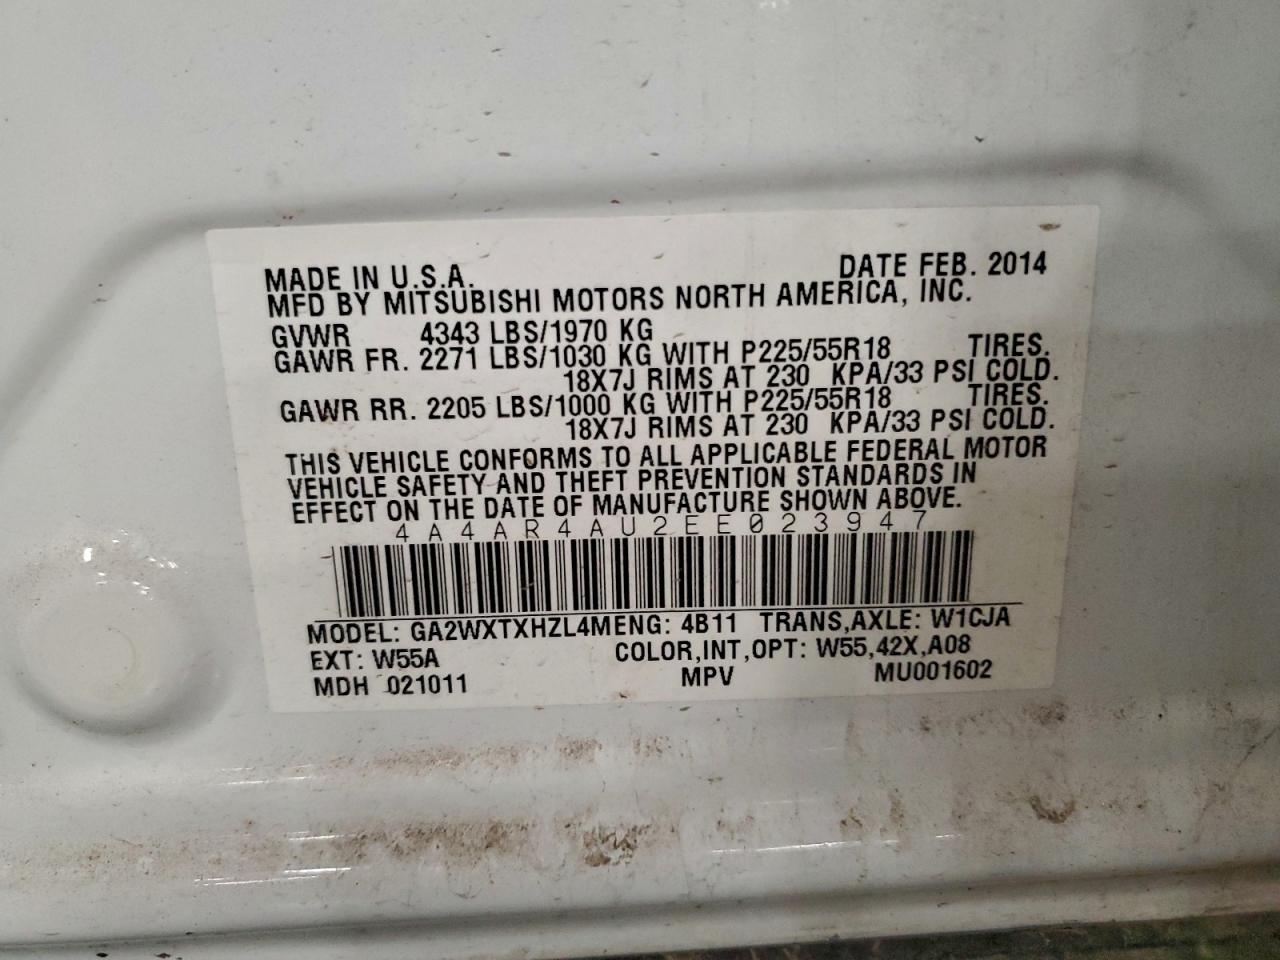 MADE IN U.S.A. DATE FEB. 2014
MFD BY MITSUBISHI MOTORS NORTH AMERICA, INC.
GVWR 4343 LBS/1970 KG
GAWR FR. 2271 LBS/1030 KG WITH P225/55R18 TIRES.
18X7J RIMS AT 230 KPA/33 PSI COLD.
GAWR RR. 2205 LBS/1000 KG WITH P225/55R18 TIRES.
18X7J RIMS AT 230 KPA/33 PSI COLD.
THIS VEHICLE CONFORMS TO ALL APPLICABLE FEDERAL MOTOR
VEHICLE SAFETY AND THEFT PREVENTION STANDARDS IN
EFFECT ON THE DATE OF MANUFACTURE SHOWN ABOVE.
4A4AR4AU2EE023947
MODEL: GA2WXTXHZL4MENG: 4B11 TRANS,AXLE: W1CJA
EXT: W55A COLOR,INT,OPT: W55,42X,A08
MDH 021011 MPV MU001602